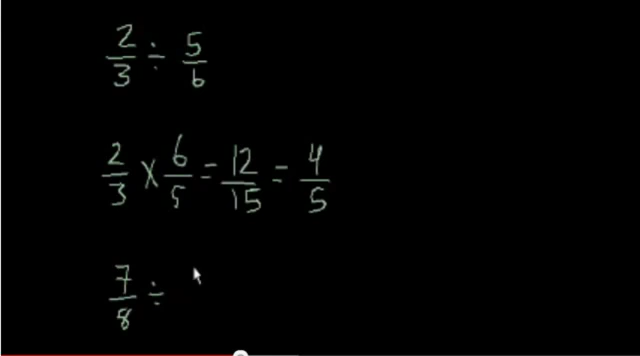 2/3 ÷ 5/6
2/3 × 6/5 = 12/15 = 4/5
7/8 ÷